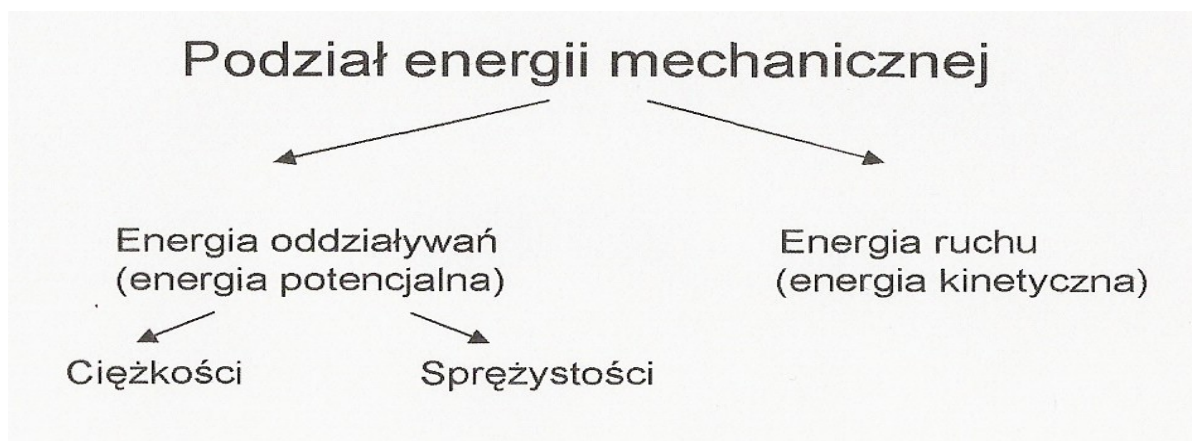 Podział energii mechanicznej
Energia oddziaływań
(energia potencjalna)
Energia ruchu
(energia kinetyczna)
Ciężkości
Sprężystości